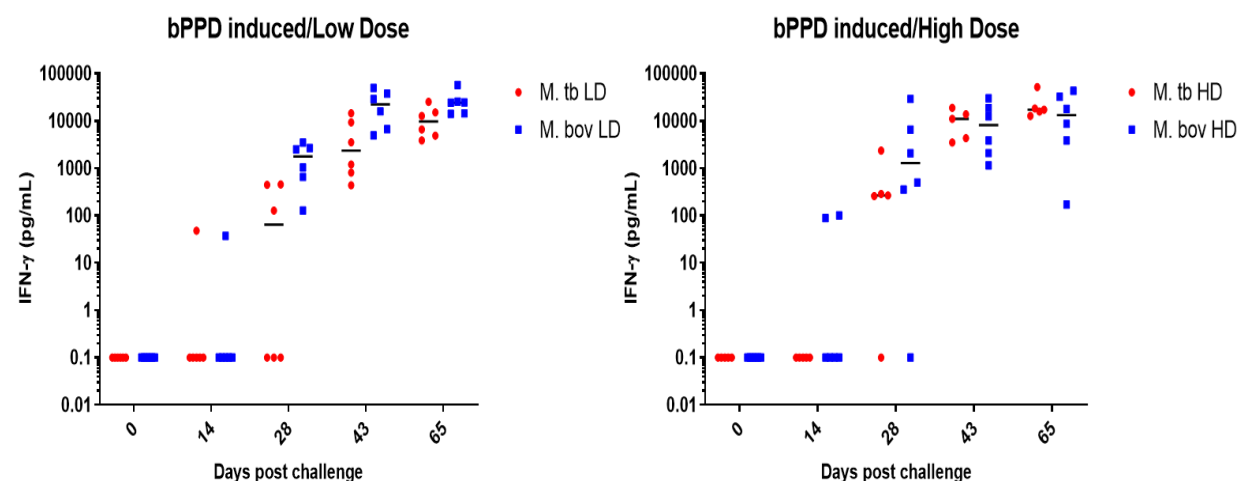 bPPD induced/Low Dose
100000
10000
1000
100
10
1
0.1
0.01
IFN-γ (pg/mL)
0
14
28
43
65
Days post challenge
M. tb LD
M. bov LD
bPPD induced/High Dose
100000
10000
1000
100
10
1
0.1
0.01
IFN-γ (pg/mL)
0
14
28
43
65
Days post challenge
M. tb HD
M. bov HD